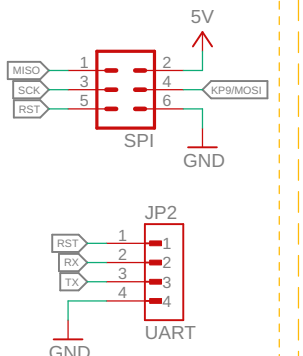 5V
MISO 1 2
SCK 3 4 KP9/MOSI
RST 5 6
SPI
GND
JP2
RST 1 1
RX 2 2
TX 3 3
4 4
UART
GND